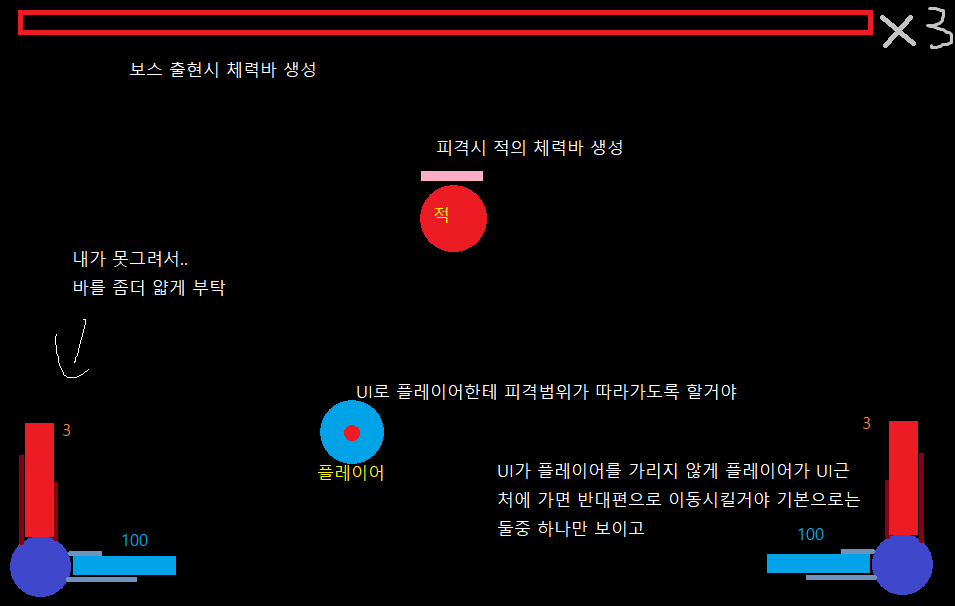 × 3
보스 출현시 체력바 생성
피격시 적의 체력바 생성
적
내가 못그려서..
바를 좀더 얇게 부탁
UI로 플레이어한테 피격범위가 따라가도록 할거야
3
3
플레이어
UI가 플레이어를 가리지 않게 플레이어가 UI근
처에 가면 반대편으로 이동시킬거야 기본으로는
둘중 하나만 보이고
100
100